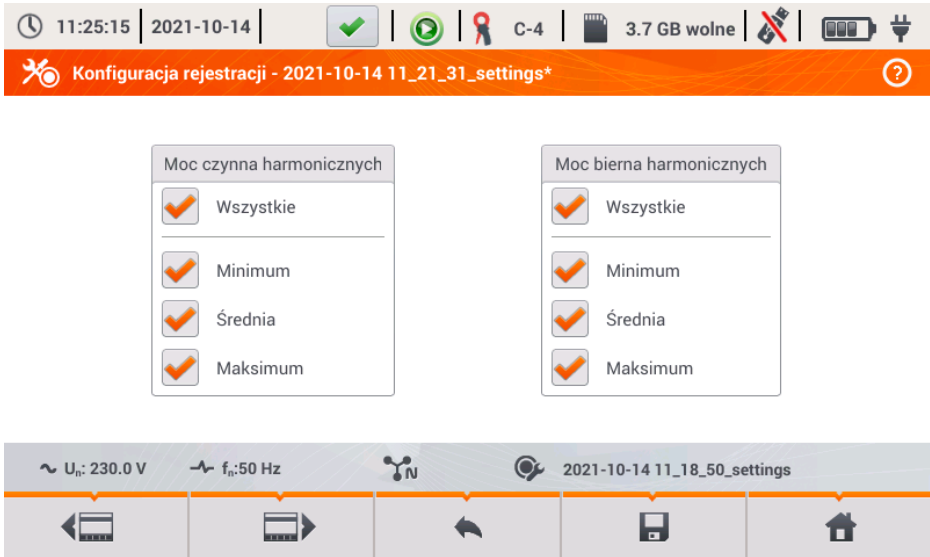 11:25:15 2021-10-14 C-4 3.7 GB wolne
Konfiguracja rejestracji - 2021-10-14 11_21_31_settings* ?
Moc czynna harmonicznych
Wszystkie
Minimum
Średnia
Maksimum
Moc bierna harmonicznych
Wszystkie
Minimum
Średnia
Maksimum
Un: 230.0 V fn:50 Hz N 2021-10-14 11_18_50_settings